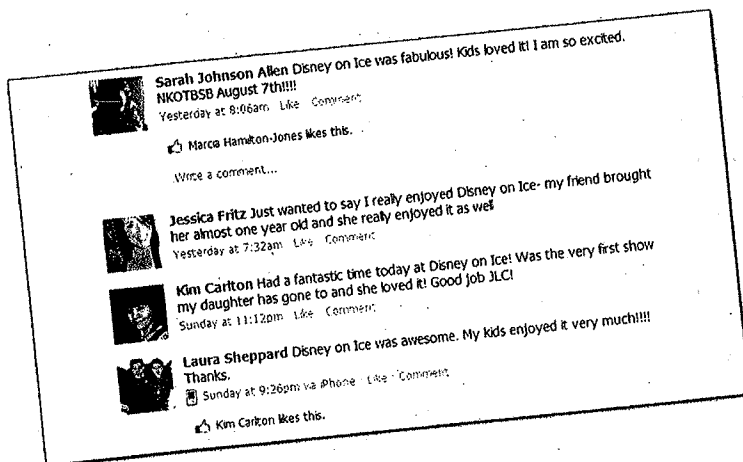 Sarah Johnson Allen Disney on Ice was fabulous! Kids loved it! I am so excited.
NKOTBSB August 7th!!!!
Yesterday at 8:06am Like Comment
Marcia Hamilton-Jones likes this.
Write a comment...
Jessica Fritz Just wanted to say I really enjoyed Disney on Ice- my friend brought
her almost one year old and she really enjoyed it as well
Yesterday at 7:32am Like Comment
Kim Carlton Had a fantastic time today at Disney on Ice! Was the very first show
my daughter has gone to and she loved it! Good job JLC!
Sunday at 11:12pm Like Comment
Laura Sheppard Disney on Ice was awesome. My kids enjoyed it very much!!!!
Thanks.
Sunday at 9:26pm via iPhone · Like · Comment
Kim Carlton likes this.